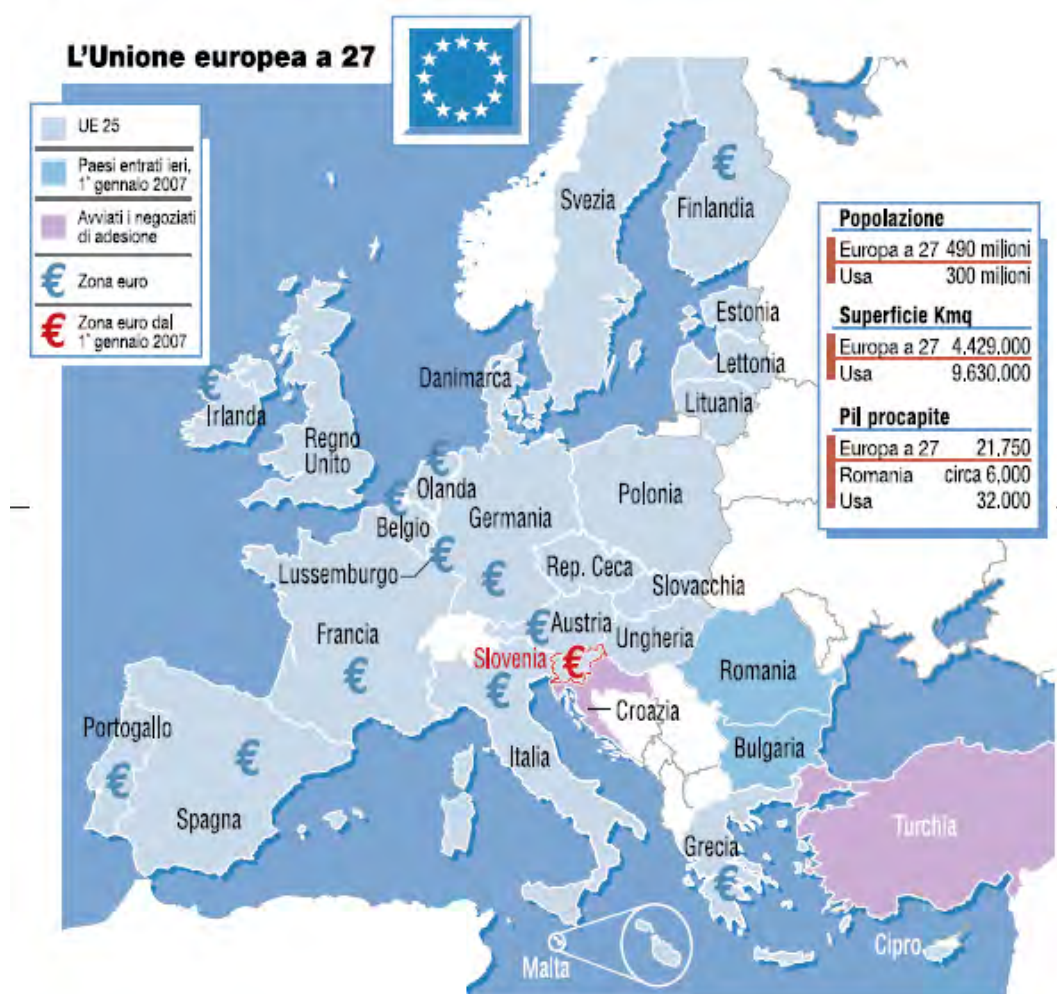 L'Unione europea a 27
UE 25
Paesi entrati ieri,
1° gennaio 2007
Avviati i negoziati
di adesione
€ Zona euro
€ Zona euro dal
1° gennaio 2007
Popolazione
Europa a 27 490 milioni
Usa 300 milioni
Superficie Kmq
Europa a 27 4.429.000
Usa 9.630.000
Pil procapite
Europa a 27 21.750
Romania circa 6.000
Usa 32.000
€
Svezia
Finlandia
Estonia
Lettonia
Lituania
Danimarca
€
Irlanda
Regno
Unito
€
Olanda
€
Belgio
Germania
€
Polonia
Lussemburgo
€
Rep. Ceca
Slovacchia
€
Austria
Ungheria
Francia
€
Slovenia
€
€
Italia
Croazia
Romania
Bulgaria
Portogallo
€
€
Spagna
Grecia
€
Turchia
Malta
Cipro